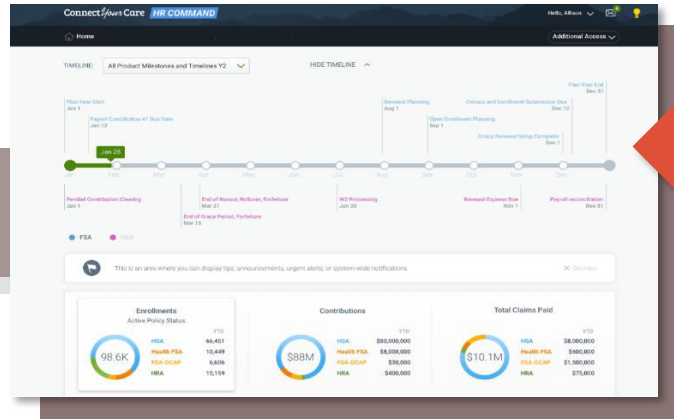 Connect Your Care HR COMMAND
Hello, Allison
Home
Additional Access
TIMELINE: All Product Milestones and Timelines Y2
HIDE TIMELINE
Plan Year End
Dec 31
Plan Year Start
Jan 1
Renewal Planning
Aug 1
Census and Enrollment Submission Due
Dec 10
Payroll Contribution #1 Due Date
Jan 13
Open Enrollment Planning
Sep 1
Group Renewal Setup Complete
Dec 1
Jan 28
Jan Feb Mar Apr May Jun Jul Aug Sep Oct Nov Dec
Pended Contribution Cleaning
Jan 1
End of Runout, Rollover, Forfeiture
Mar 31
W2 Processing
Jun 30
Renewal Express Due
Nov 1
Payroll reconciliation
Dec 31
End of Grace Period, Forfeiture
Mar 15
FSA HSA
This is an area where you can display tips, announcements, urgent alerts, or system-wide notifications
DISMISS
Enrollments
Active Policy Status
YTD
98.6K
HSA 66,451
Health FSA 10,449
FSA-DCAP 6,606
HRA 15,159
Contributions
YTD
$88M
HSA $80,000,000
Health FSA $8,000,000
FSA-DCAP $30,000
HRA $400,000
Total Claims Paid
YTD
$10.1M
HSA $8,000,000
Health FSA $600,000
FSA-DCAP $1,500,000
HRA $75,000